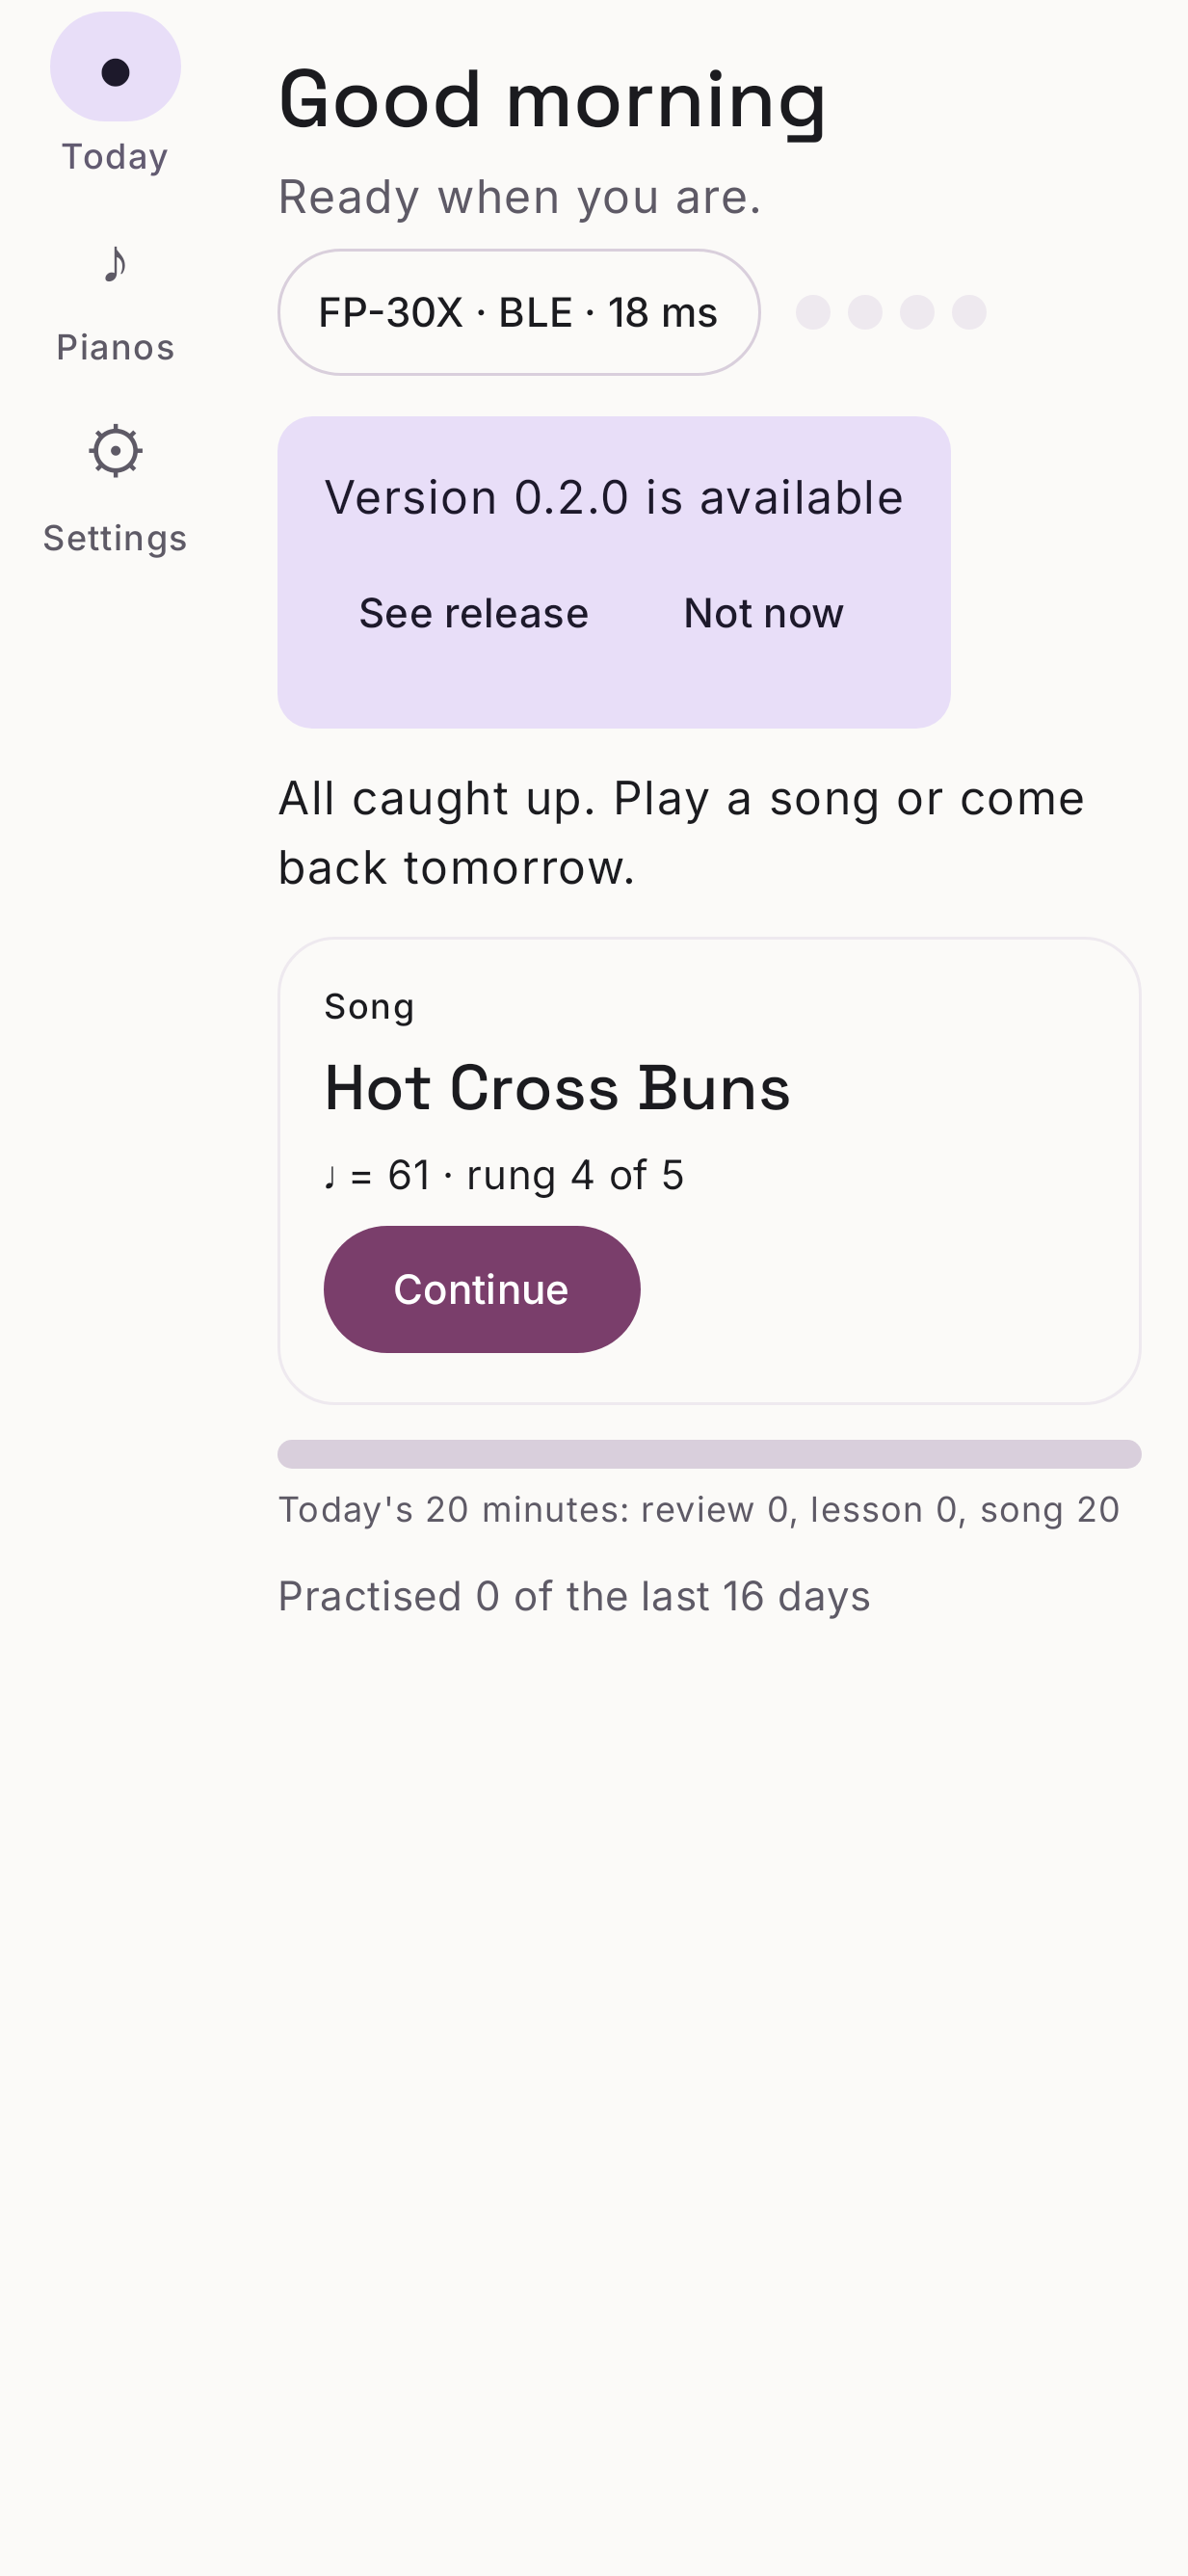 Today
Pianos
Settings
Good morning
Ready when you are.
FP-30X · BLE · 18 ms
Version 0.2.0 is available
See release
Not now
All caught up. Play a song or come
back tomorrow.
Song
Hot Cross Buns
♩ = 61 · rung 4 of 5
Continue
Today's 20 minutes: review 0, lesson 0, song 20
Practised 0 of the last 16 days